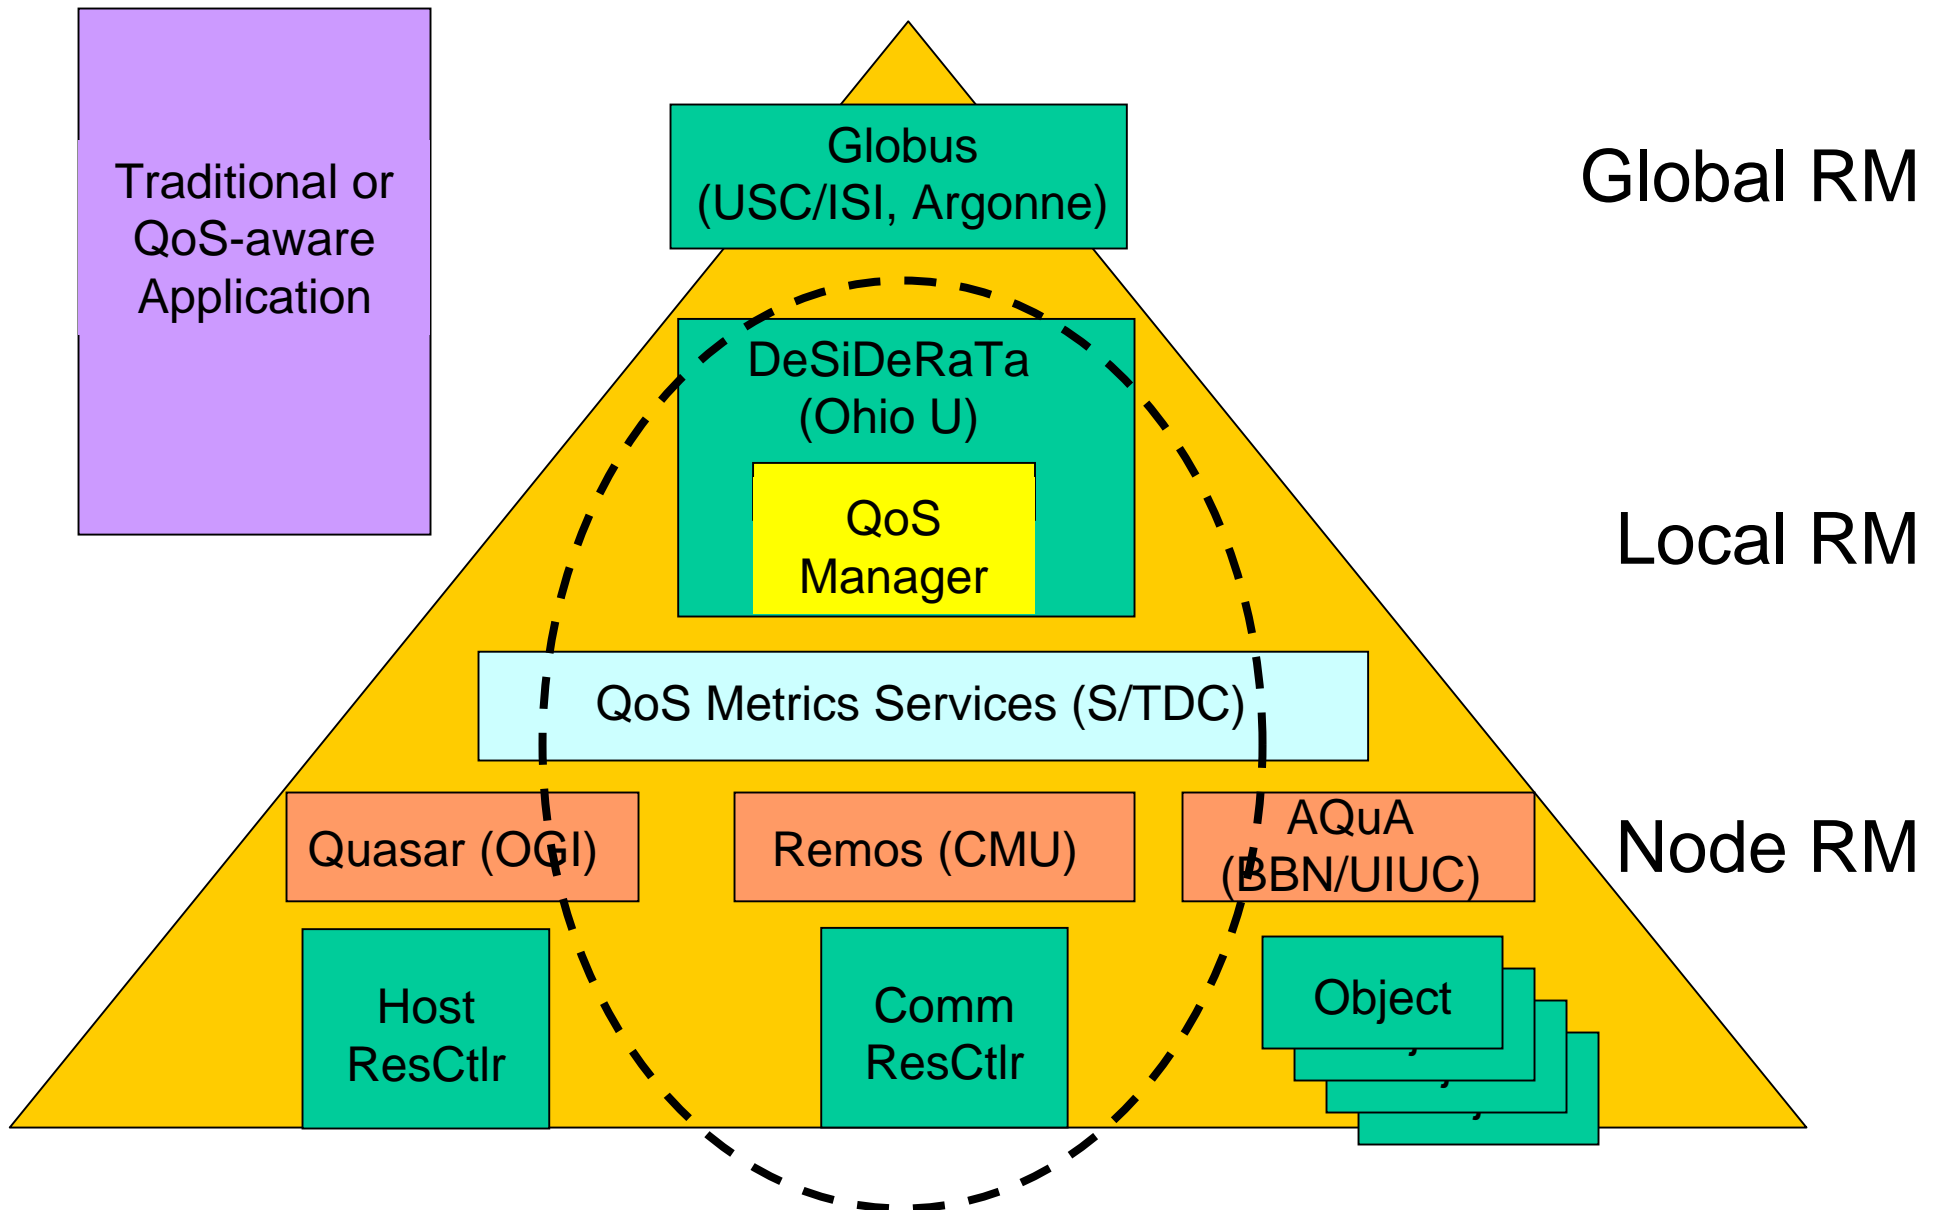 Traditional or
QoS-aware
Application
Globus
(USC/ISI, Argonne)
Global RM
DeSiDeRaTa
(Ohio U)
QoS
Manager
Local RM
QoS Metrics Services (S/TDC)
Quasar (OGI)
Remos (CMU)
AQuA
(BBN/UIUC)
Node RM
Host
ResCtlr
Comm
ResCtlr
Object